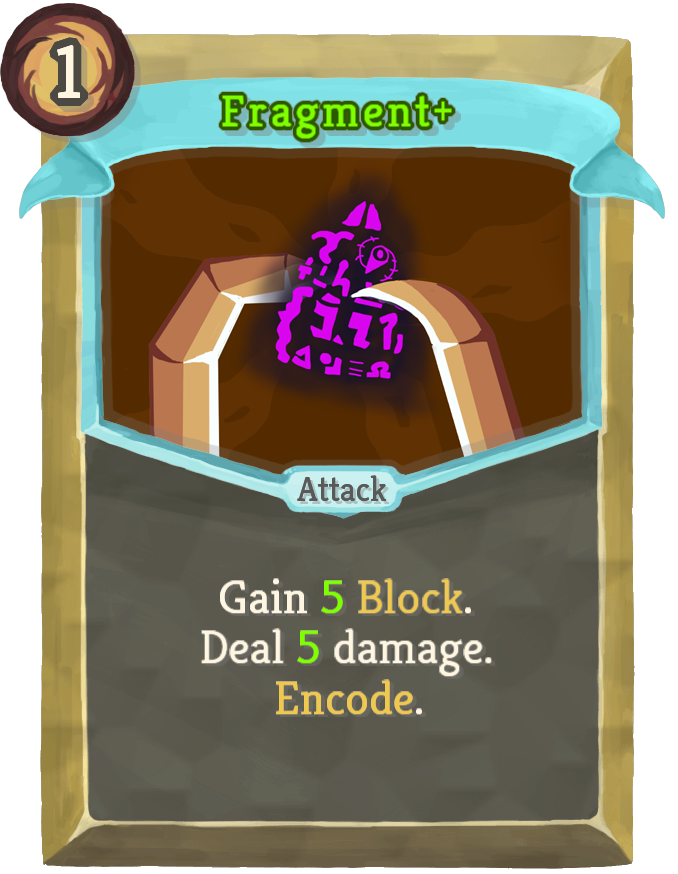 1
Fragment+
Attack
Gain 5 Block.
Deal 5 damage.
Encode.